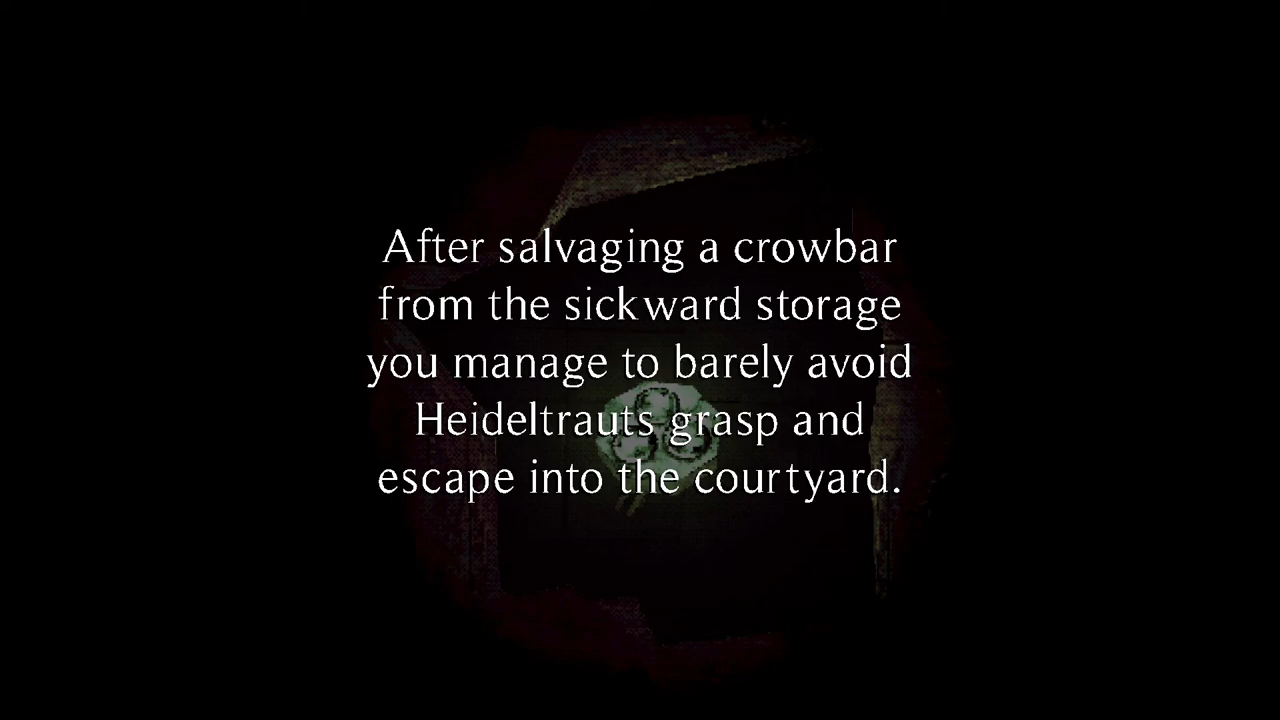 After salvaging a crowbar
from the sickward storage
you manage to barely avoid
Heideltrauts grasp and
escape into the courtyard.